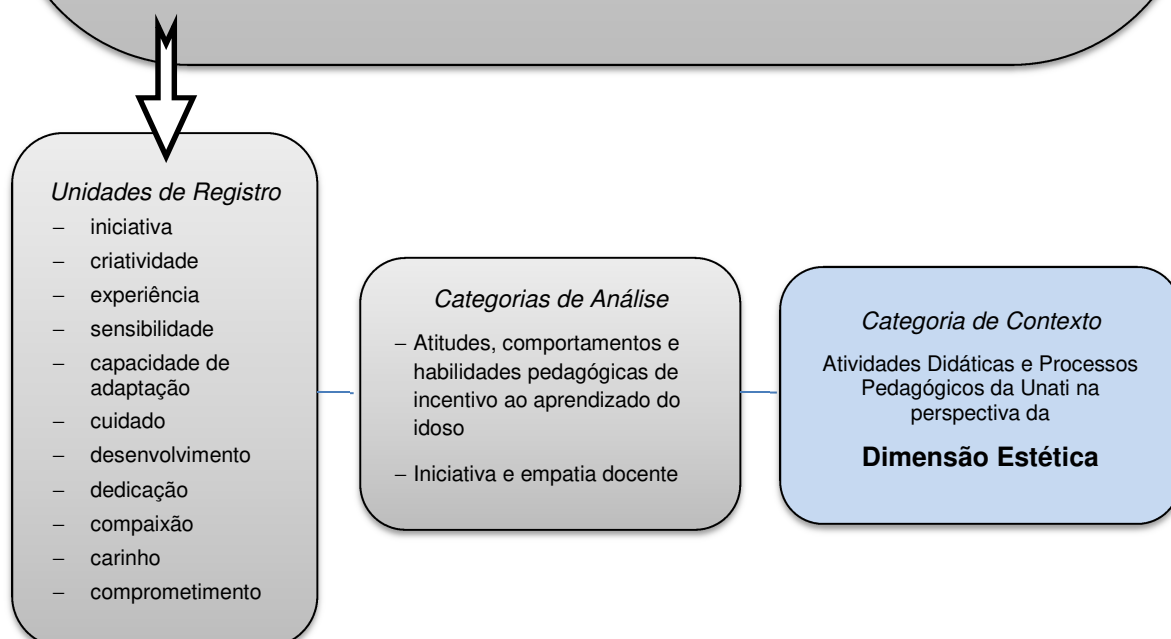 Unidades de Registro
– iniciativa
– criatividade
– experiência
– sensibilidade
– capacidade de
adaptação
– cuidado
– desenvolvimento
– dedicação
– compaixão
– carinho
– comprometimento
Categorias de Análise
– Atitudes, comportamentos e
habilidades pedagógicas de
incentivo ao aprendizado do
idoso
– Iniciativa e empatia docente
Categoria de Contexto
Atividades Didáticas e Processos
Pedagógicos da Unati na
perspectiva da
Dimensão Estética